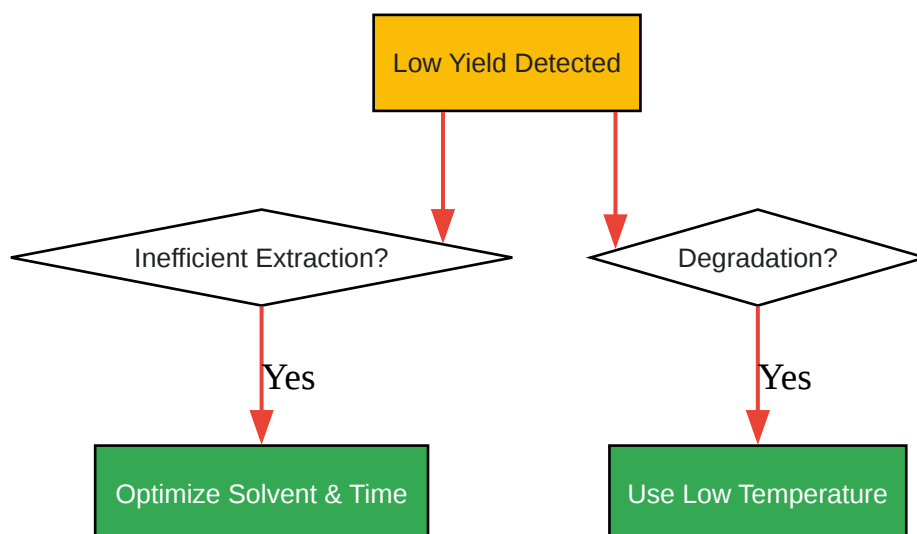 Low Yield Detected
Inefficient Extraction?
Degradation?
Yes
Yes
Optimize Solvent & Time
Use Low Temperature